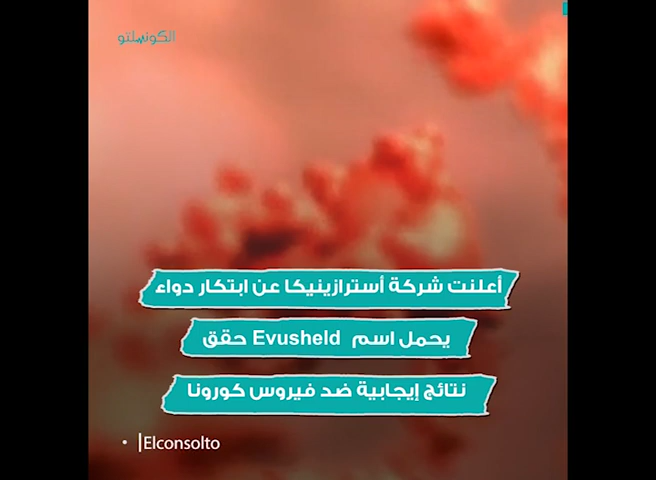 الكونسلتو
أعلنت شركة أسترازينيكا عن ابتكار دواء
يحمل اسم Evusheld حقق
نتائج إيجابية ضد فيروس كورونا
Elconsolto